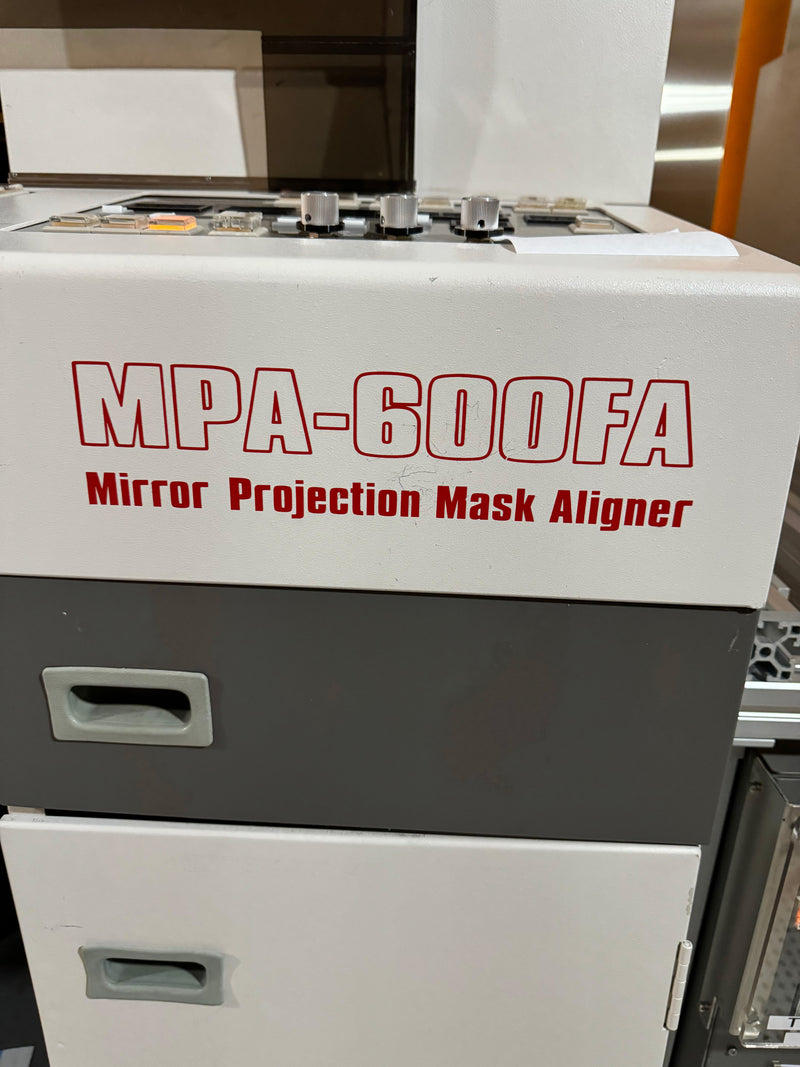 MPA-600FA
Mirror Projection Mask Aligner